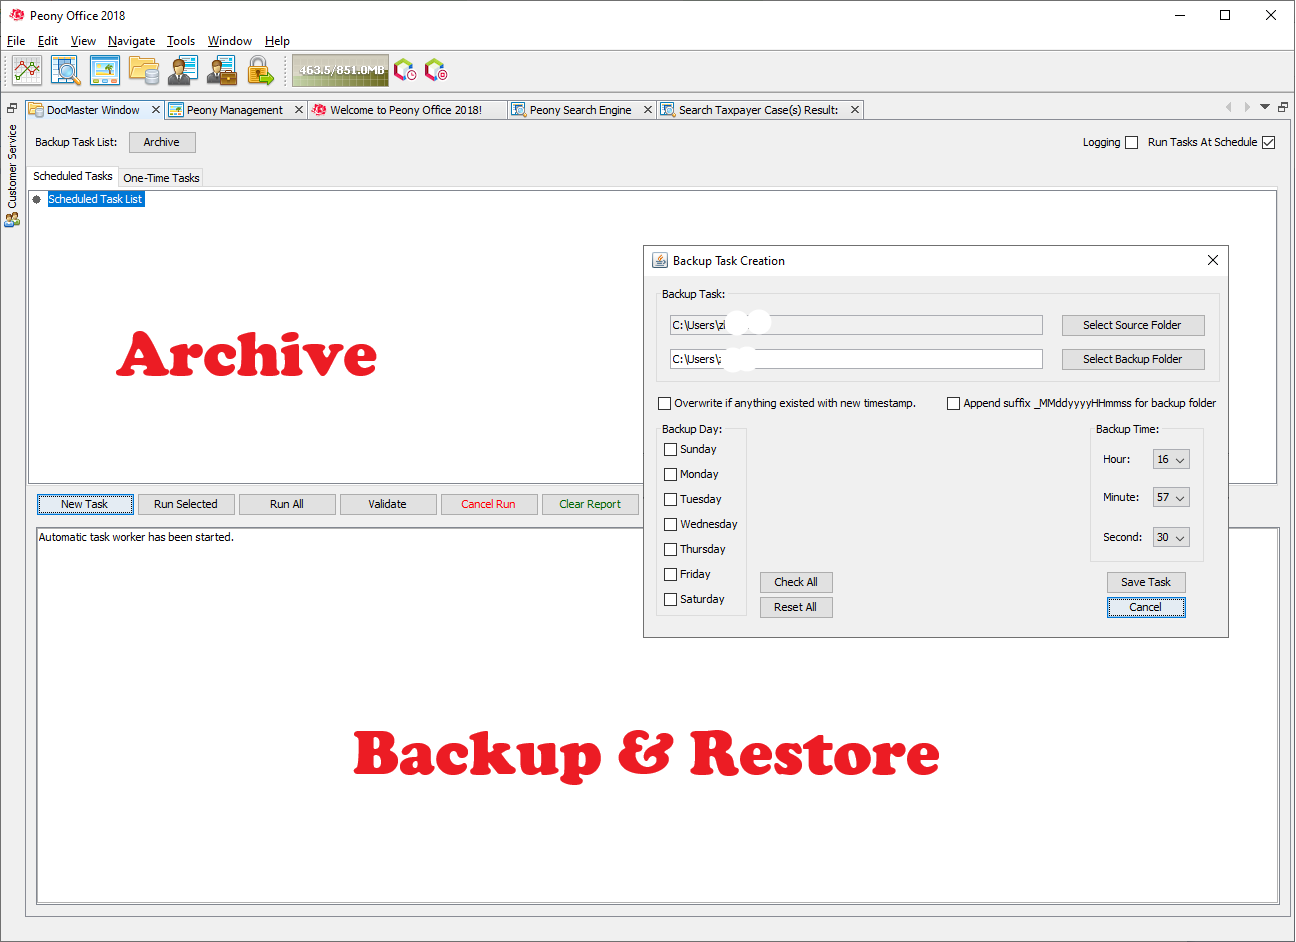 Peony Office 2018
File Edit View Navigate Tools Window Help
463.5/851.0MB
DocMaster Window Peony Management Welcome to Peony Office 2018! Peony Search Engine Search Taxpayer Case(s) Result:
Customer Service
Backup Task List: Archive Logging Run Tasks At Schedule
Scheduled Tasks One-Time Tasks
Scheduled Task List
Archive
New Task Run Selected Run All Validate Cancel Run Clear Report
Automatic task worker has been started.
Backup & Restore
Backup Task Creation
Backup Task:
C:\Users\zi Select Source Folder
C:\Users\ Select Backup Folder
Overwrite if anything existed with new timestamp. Append suffix _MMddyyyyHHmmss for backup folder
Backup Day: Backup Time:
Sunday
Monday
Tuesday
Wednesday
Thursday
Friday
Saturday
Check All
Reset All
Hour: 16
Minute: 57
Second: 30
Save Task
Cancel